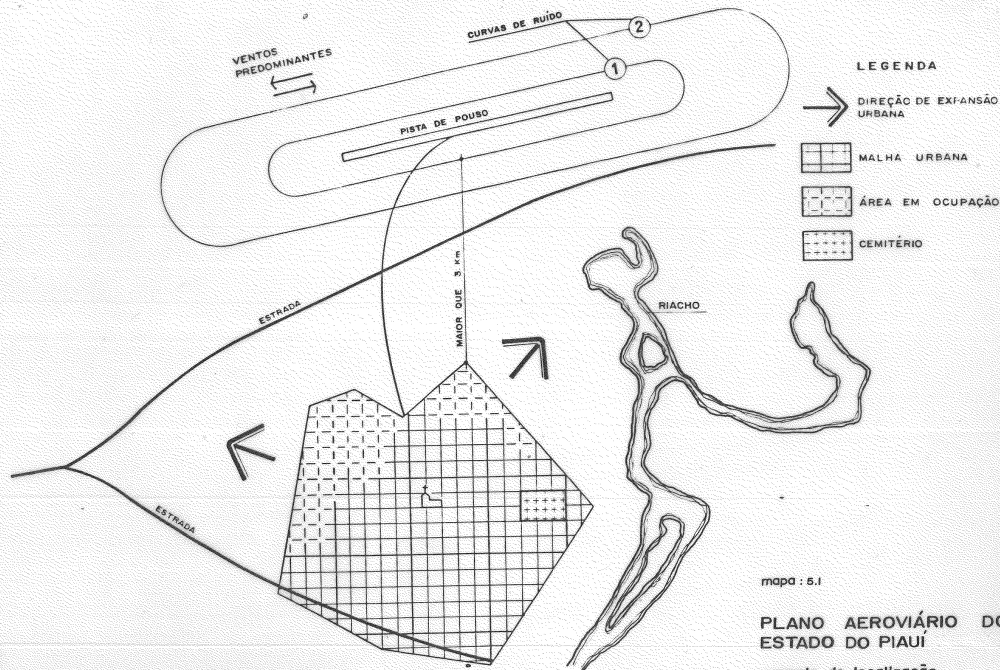 CURVAS DE RUÍDO
2
1
VENTOS
PREDOMINANTES
PISTA DE POUSO
LEGENDA
DIREÇÃO DE EXPANSÃO
URBANA
MALHA URBANA
ÁREA EM OCUPAÇÃO
CEMITÉRIO
MAIOR QUE 3 Km
ESTRADA
RIACHO
ESTRADA
mapa : 5.1
PLANO AEROVIÁRIO DO
ESTADO DO PIAUÍ